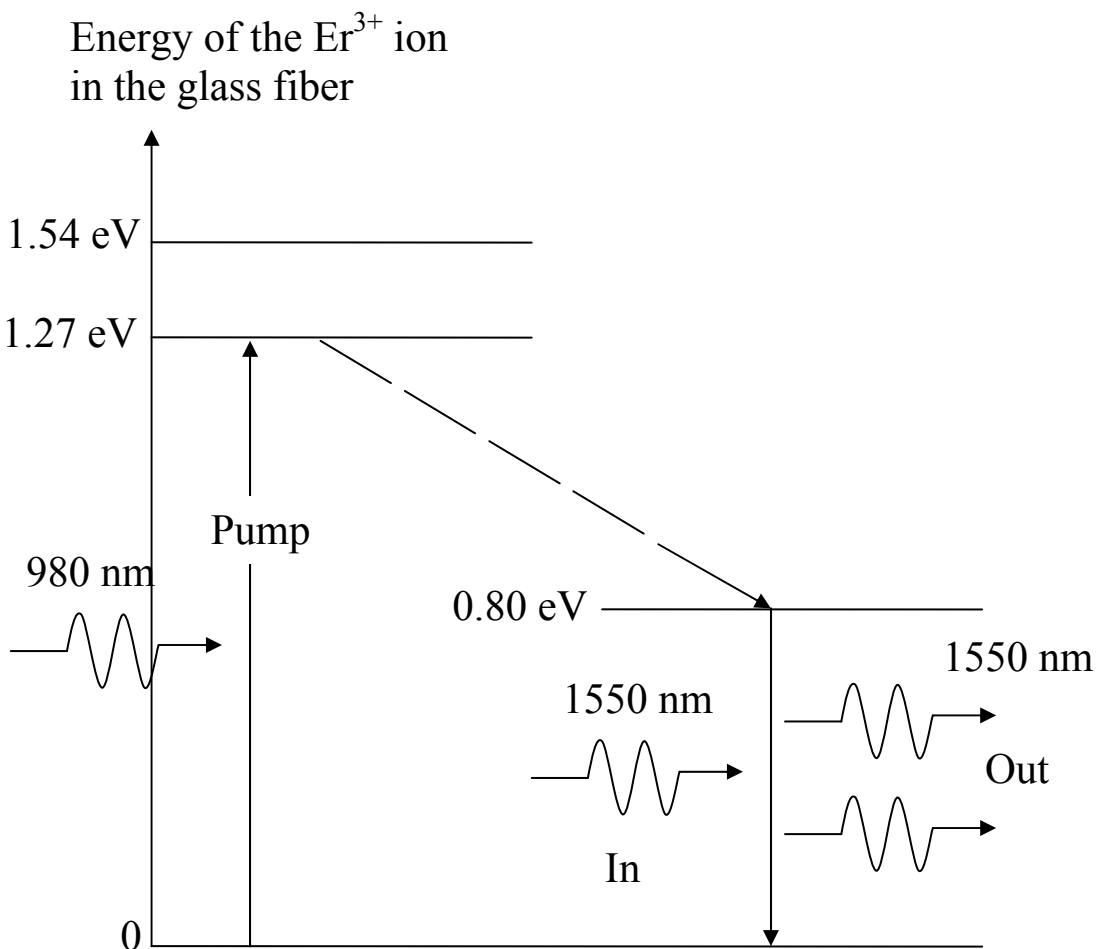 Energy of the Er³⁺ ion
in the glass fiber
1.54 eV
1.27 eV
Pump
980 nm
0.80 eV
1550 nm
1550 nm
Out
In
0